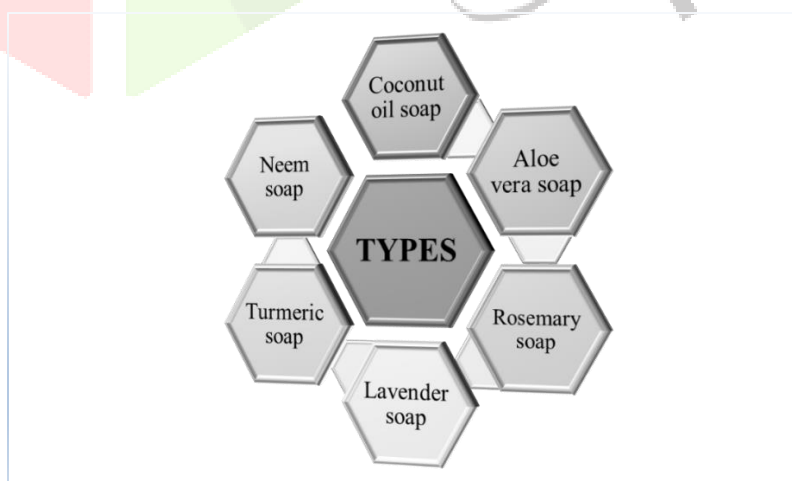 Coconut
oil soap
Aloe
vera soap
Rosemary
soap
Lavender
soap
Turmeric
soap
Neem
soap
TYPES